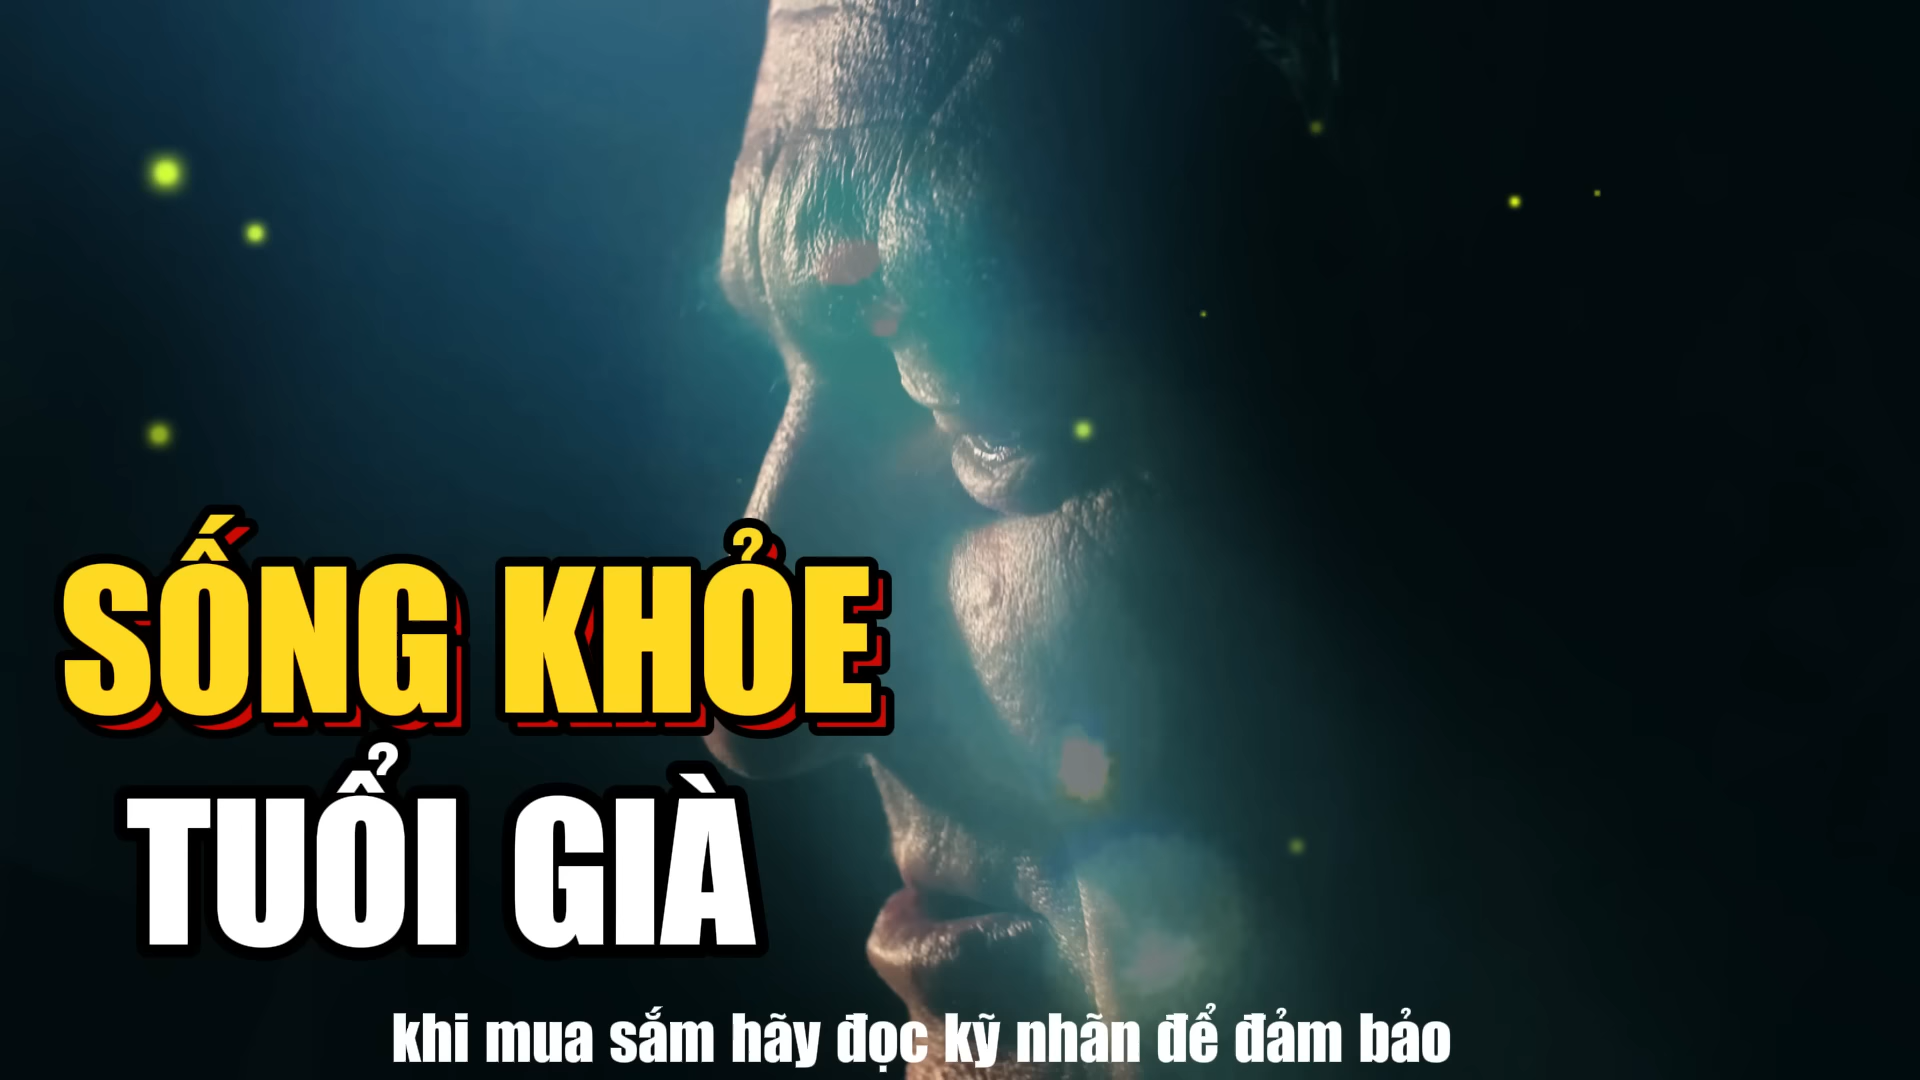 SỐNG KHỎE
TUỔI GIÀ
khi mua sắm hãy đọc kỹ nhãn để đảm bảo